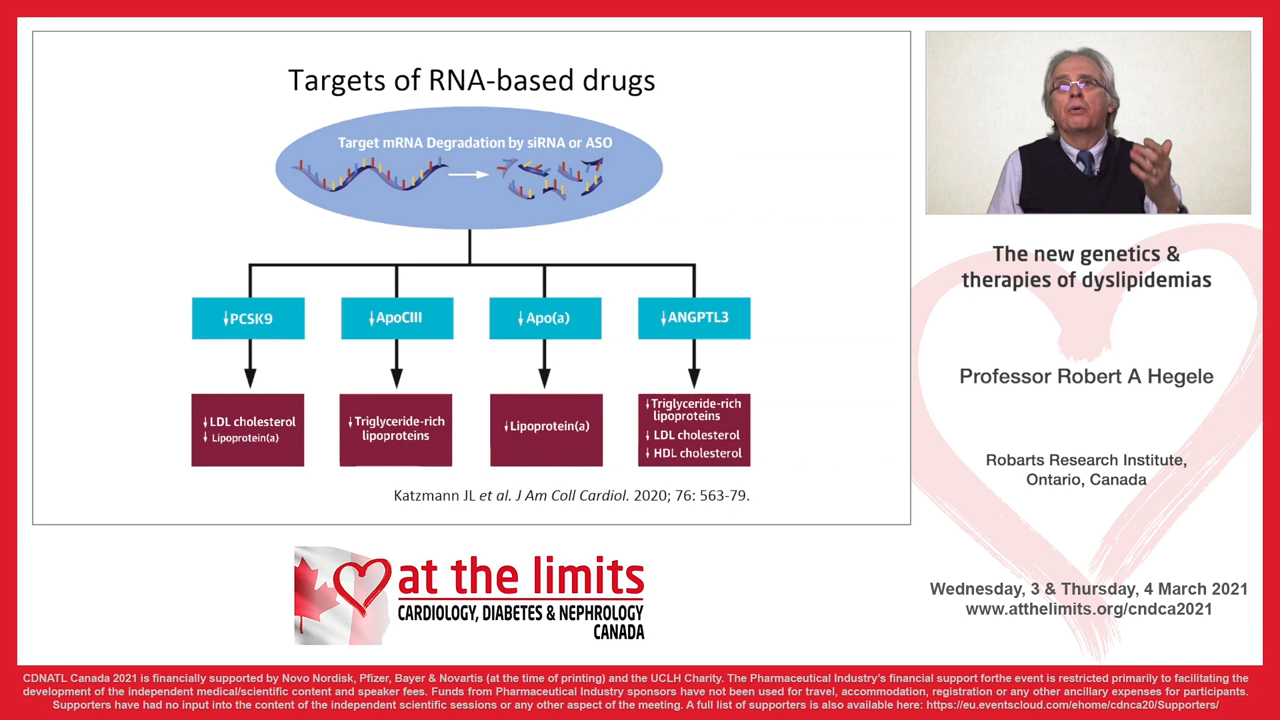 Targets of RNA-based drugs
Target mRNA Degradation by siRNA or ASO
↓PCSK9
↓ApoCIII
↓Apo(a)
↓ANGPTL3
↓LDL cholesterol
↓ Lipoprotein(a)
↓Triglyceride-rich
lipoproteins
↓Lipoprotein(a)
↓Triglyceride-rich
lipoproteins
↓ LDL cholesterol
↓ HDL cholesterol
Katzmann JL et al. J Am Coll Cardiol. 2020; 76: 563-79.
The new genetics &
therapies of dyslipidemias
Professor Robert A Hegele
Robarts Research Institute,
Ontario, Canada
Wednesday, 3 & Thursday, 4 March 2021
www.atthelimits.org/cndca2021
at the limits
CARDIOLOGY, DIABETES & NEPHROLOGY
CANADA
CDNATL Canada 2021 is financially supported by Novo Nordisk, Pfizer, Bayer & Novartis (at the time of printing) and the UCLH Charity. The Pharmaceutical Industry's financial support forthe event is restricted primarily to facilitating the
development of the independent medical/scientific content and speaker fees. Funds from Pharmaceutical Industry sponsors have not been used for travel, accommodation, registration or any other ancillary expenses for participants.
Supporters have had no input into the content of the independent scientific sessions or any other aspect of the meeting. A full list of supporters is also available here: https://eu.eventscloud.com/ehome/cdnca20/Supporters/